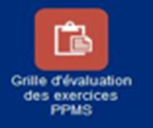 Grille d'évaluation
des exercices
PPMS